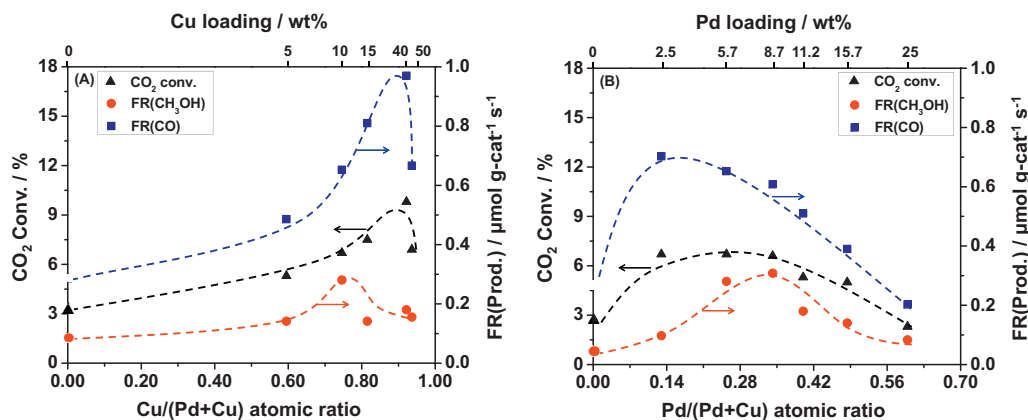 Cu loading / wt%
0 5 10 15 40 50
(A)
CO₂ conv.
FR(CH₃OH)
FR(CO)
CO₂ Conv. / %
18
15
12
9
6
3
0
1.0
0.8
0.6
0.4
0.2
0.0
FR(Prod.) / μmol g-cat⁻¹ s⁻¹
0.00 0.20 0.40 0.60 0.80 1.00
Cu/(Pd+Cu) atomic ratio
Pd loading / wt%
0 2.5 5.7 8.7 11.2 15.7 25
(B)
CO₂ conv.
FR(CH₃OH)
FR(CO)
CO₂ Conv. / %
18
15
12
9
6
3
0
1.0
0.8
0.6
0.4
0.2
0.0
FR(Prod.) / μmol g-cat⁻¹ s⁻¹
0.00 0.14 0.28 0.42 0.56 0.70
Pd/(Pd+Cu) atomic ratio